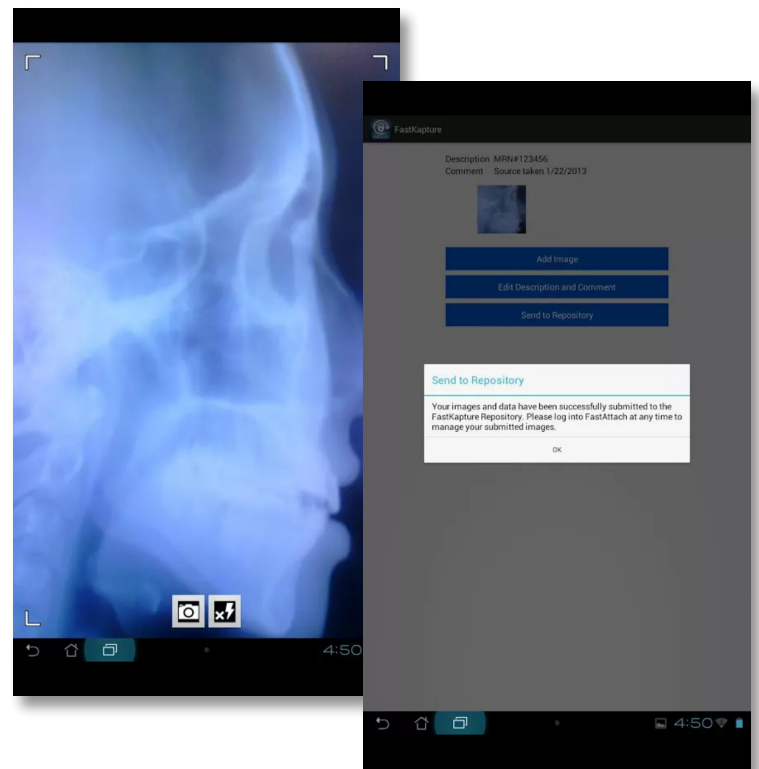 4:50
FastKapture
Description MRN#123456
Comment Source taken 1/22/2013
Add Image
Edit Description and Comment
Send to Repository
Send to Repository
Your images and data have been successfully submitted to the
FastKapture Repository. Please log into FastAttach at any time to
manage your submitted images.
OK
4:50